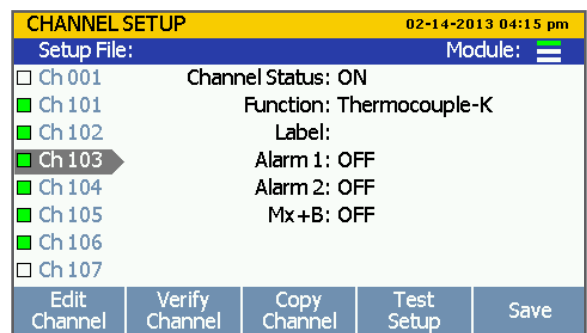 CHANNEL SETUP 02-14-2013 04:15 pm
Setup File: Module:
Ch 001 Channel Status: ON
Ch 101 Function: Thermocouple-K
Ch 102 Label:
Ch 103 Alarm 1: OFF
Ch 104 Alarm 2: OFF
Ch 105 Mx+B: OFF
Ch 106
Ch 107
Edit Channel Verify Channel Copy Channel Test Setup Save